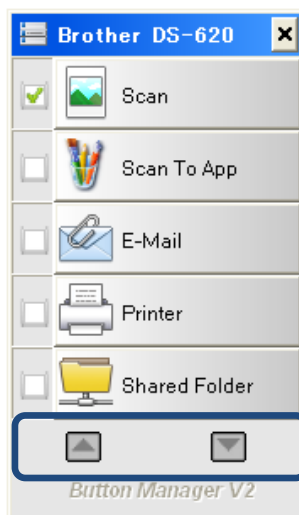 Brother DS-620
Scan
Scan To App
E-Mail
Printer
Shared Folder
Button Manager V2